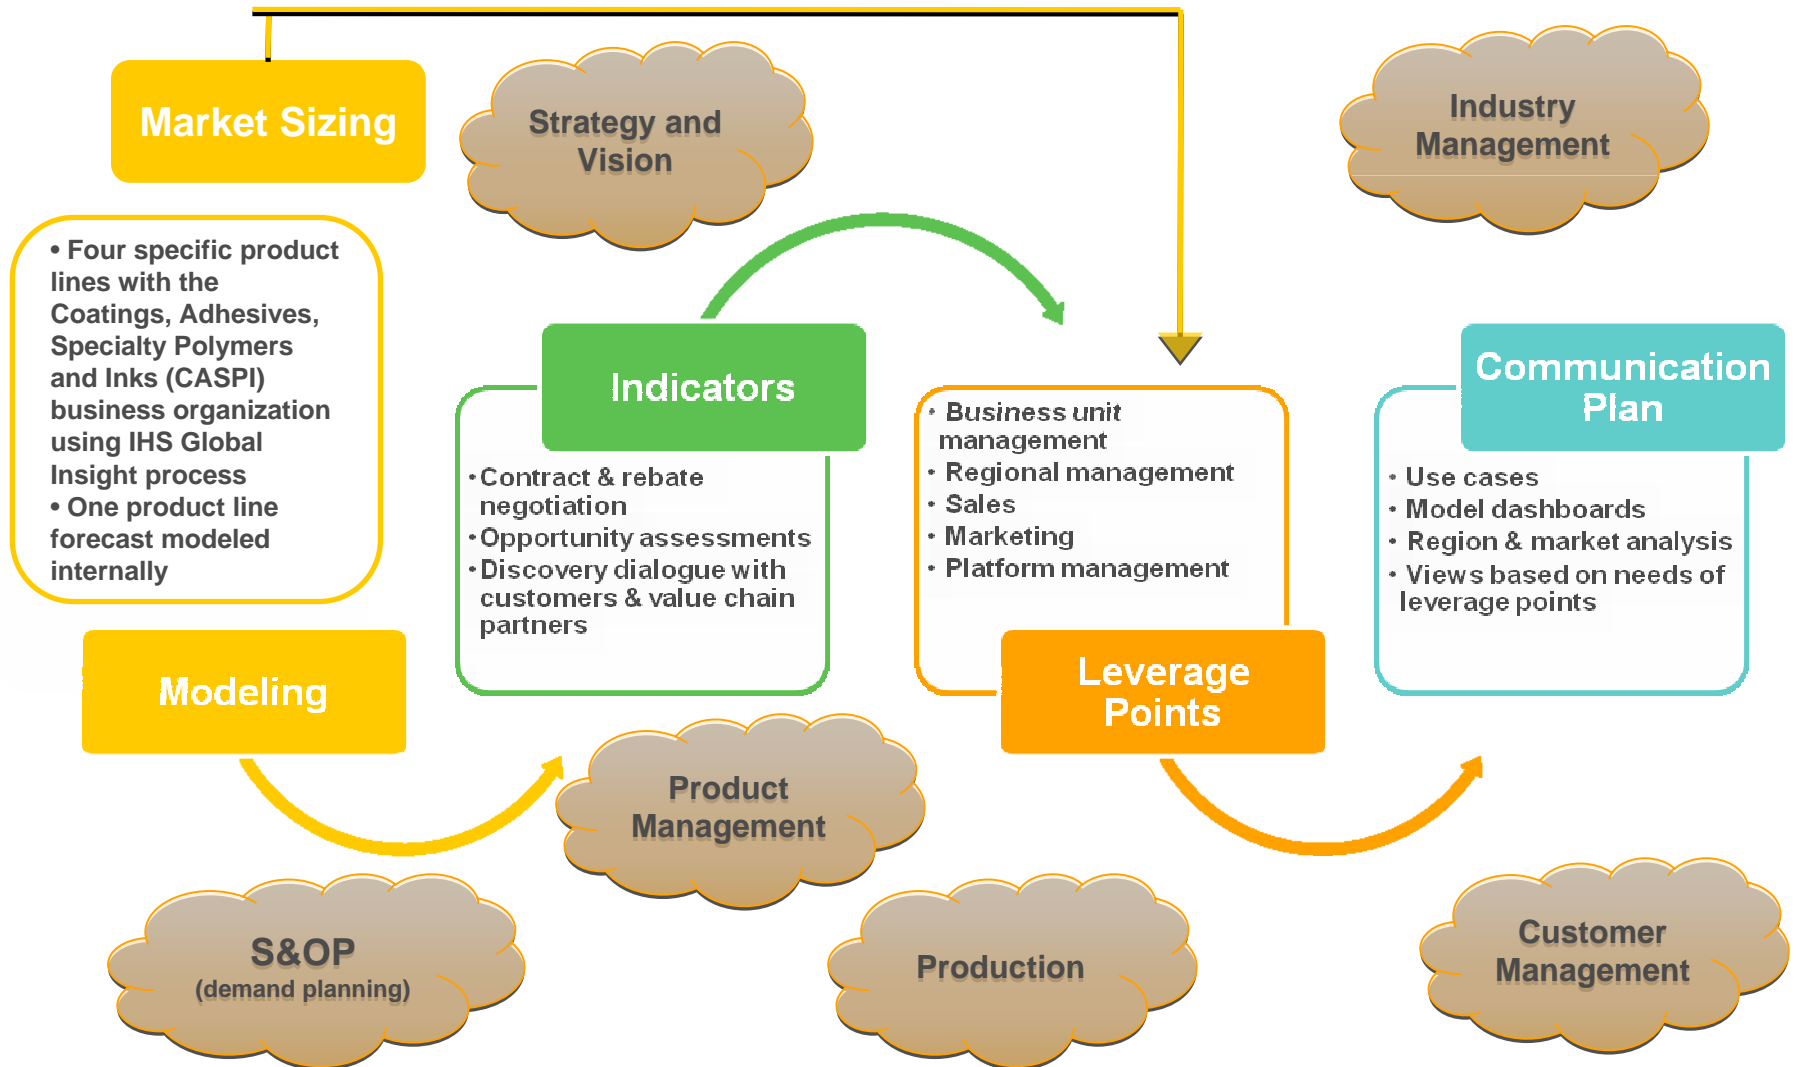 Market Sizing
Strategy and
Vision
Industry
Management
• Four specific product
lines with the
Coatings, Adhesives,
Specialty Polymers
and Inks (CASPI)
business organization
using IHS Global
Insight process
• One product line
forecast modeled
internally
Modeling
Indicators
• Contract & rebate
negotiation
• Opportunity assessments
• Discovery dialogue with
customers & value chain
partners
• Business unit
management
• Regional management
• Sales
• Marketing
• Platform management
Leverage
Points
Communication
Plan
• Use cases
• Model dashboards
• Region & market analysis
• Views based on needs of
leverage points
Product
Management
S&OP
(demand planning)
Production
Customer
Management